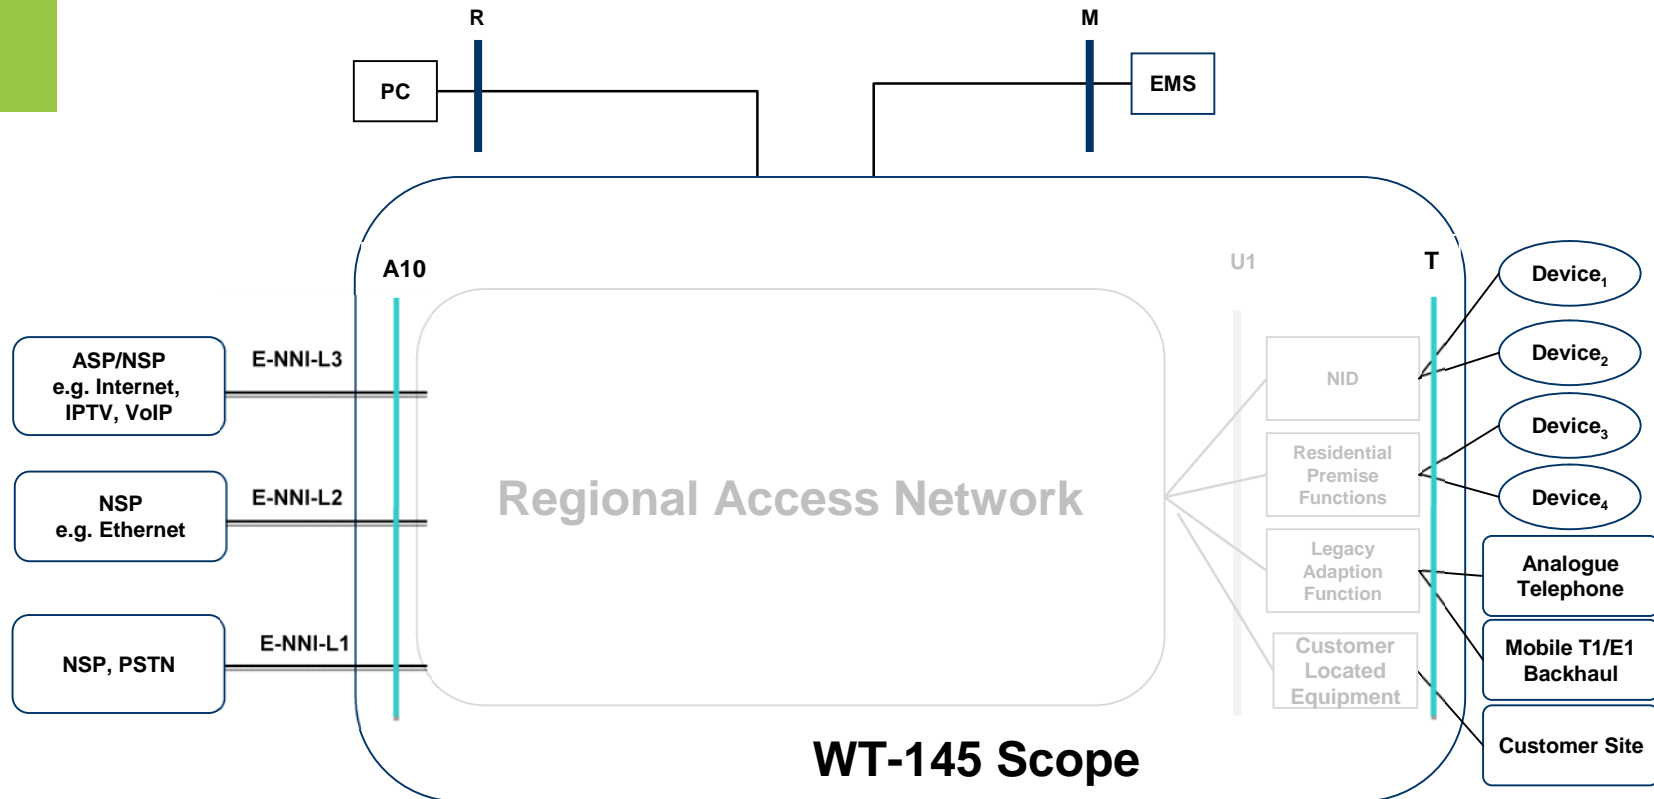 R
M
PC
EMS
A10
U1
T
Device1
ASP/NSP
e.g. Internet,
IPTV, VoIP
E-NNI-L3
NID
Device2
Device3
Residential
Premise
Functions
NSP
e.g. Ethernet
E-NNI-L2
Regional Access Network
Device4
Legacy
Adaption
Function
Analogue
Telephone
NSP, PSTN
E-NNI-L1
Customer
Located
Equipment
Mobile T1/E1
Backhaul
Customer Site
WT-145 Scope